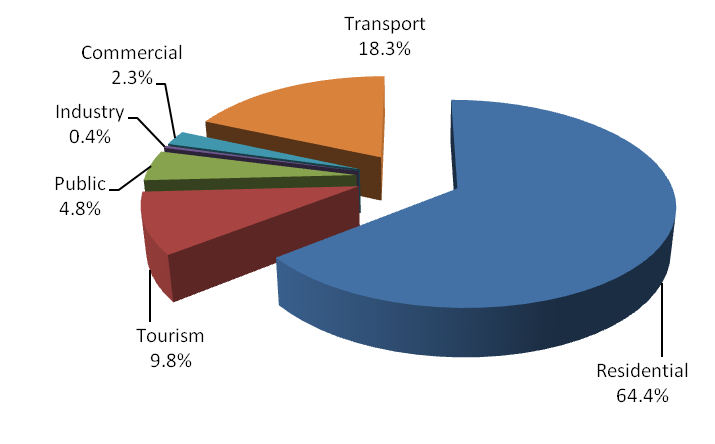 Transport
18.3%
Commercial
2.3%
Industry
0.4%
Public
4.8%
Tourism
9.8%
Residential
64.4%